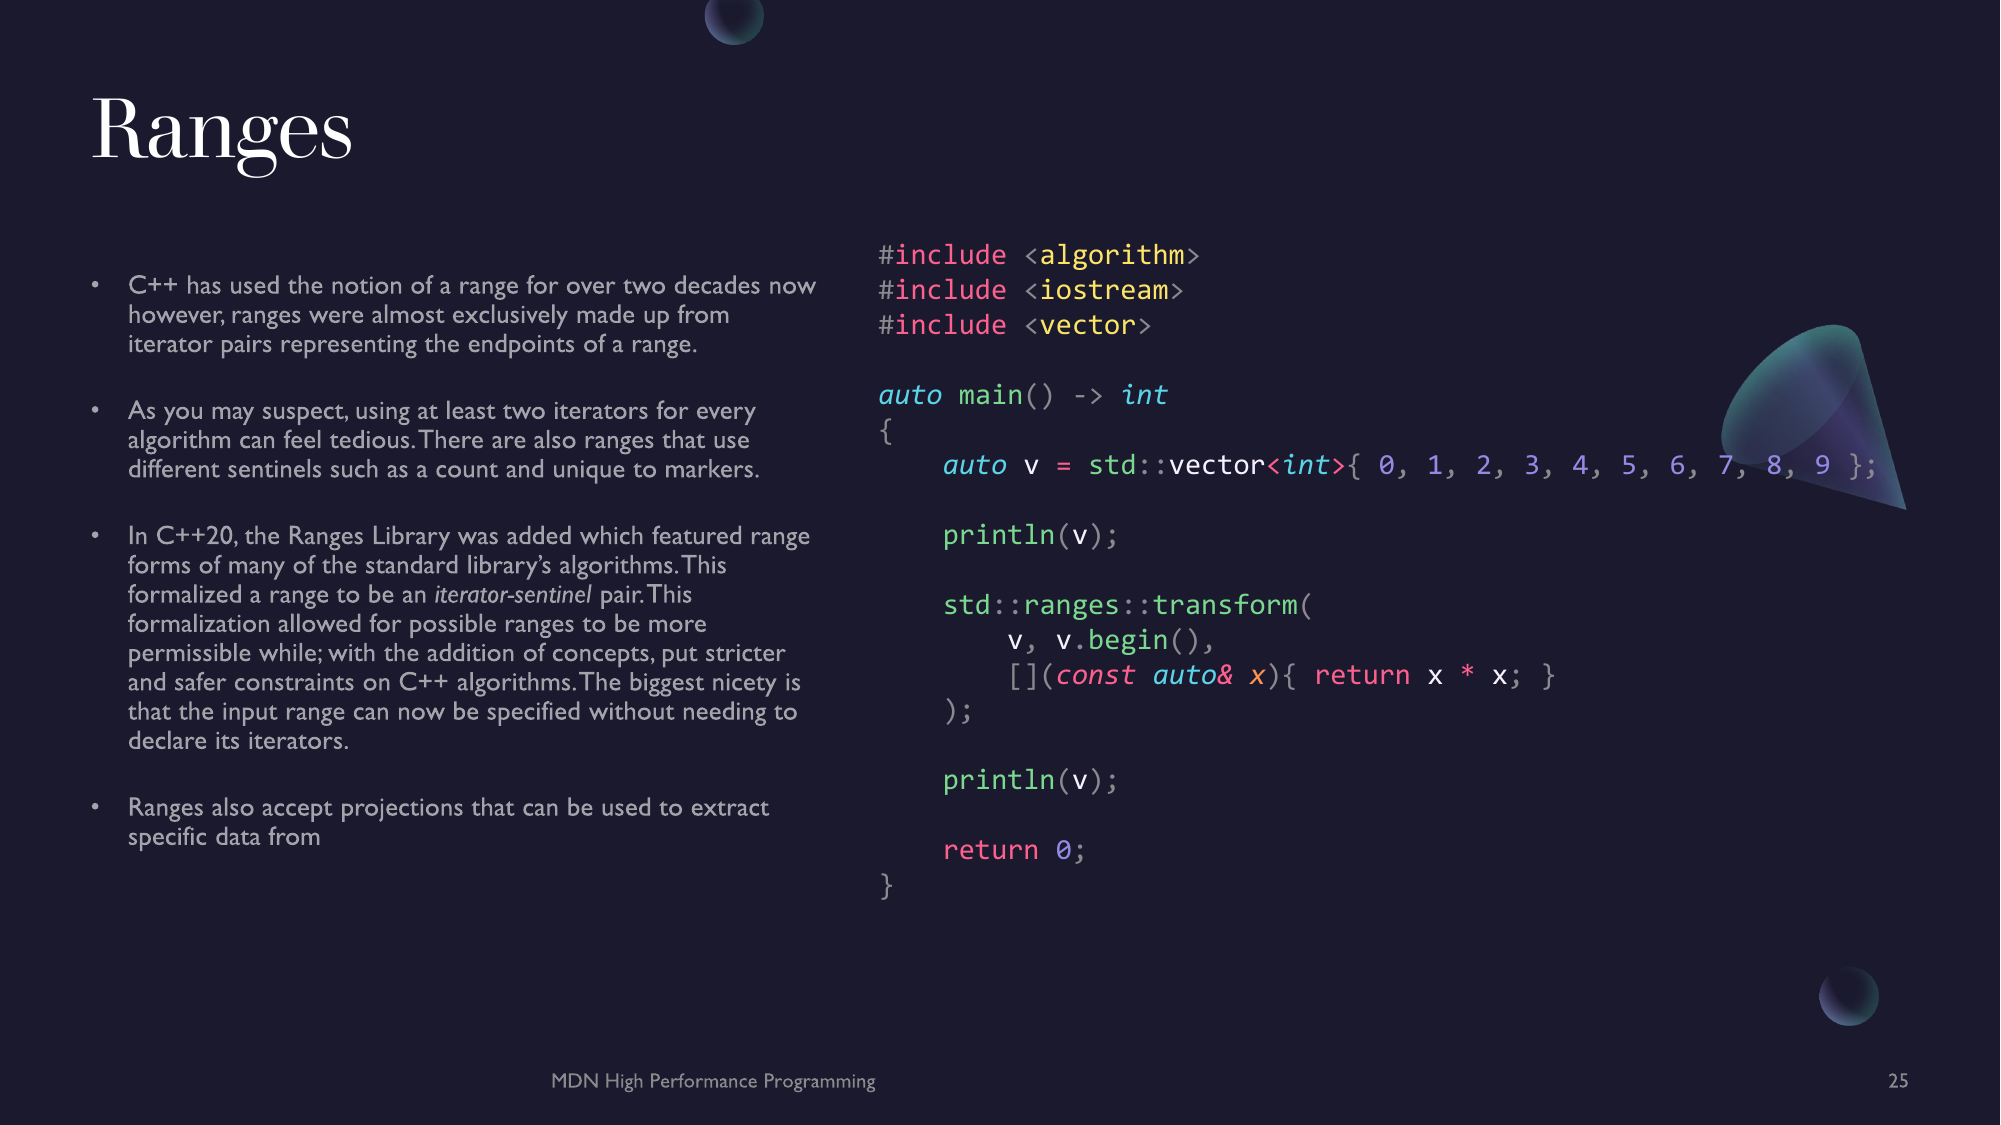 Ranges
• C++ has used the notion of a range for over two decades now
however, ranges were almost exclusively made up from
iterator pairs representing the endpoints of a range.
• As you may suspect, using at least two iterators for every
algorithm can feel tedious. There are also ranges that use
different sentinels such as a count and unique to markers.
• In C++20, the Ranges Library was added which featured range
forms of many of the standard library’s algorithms. This
formalized a range to be an iterator-sentinel pair. This
formalization allowed for possible ranges to be more
permissible while; with the addition of concepts, put stricter
and safer constraints on C++ algorithms. The biggest nicety is
that the input range can now be specified without needing to
declare its iterators.
• Ranges also accept projections that can be used to extract
specific data from
#include <algorithm>
#include <iostream>
#include <vector>
auto main() -> int
{
    auto v = std::vector<int>{ 0, 1, 2, 3, 4, 5, 6, 7, 8, 9 };
    println(v);
    std::ranges::transform(
        v, v.begin(),
        [](const auto& x){ return x * x; }
    );
    println(v);
    return 0;
}
MDN High Performance Programming
25